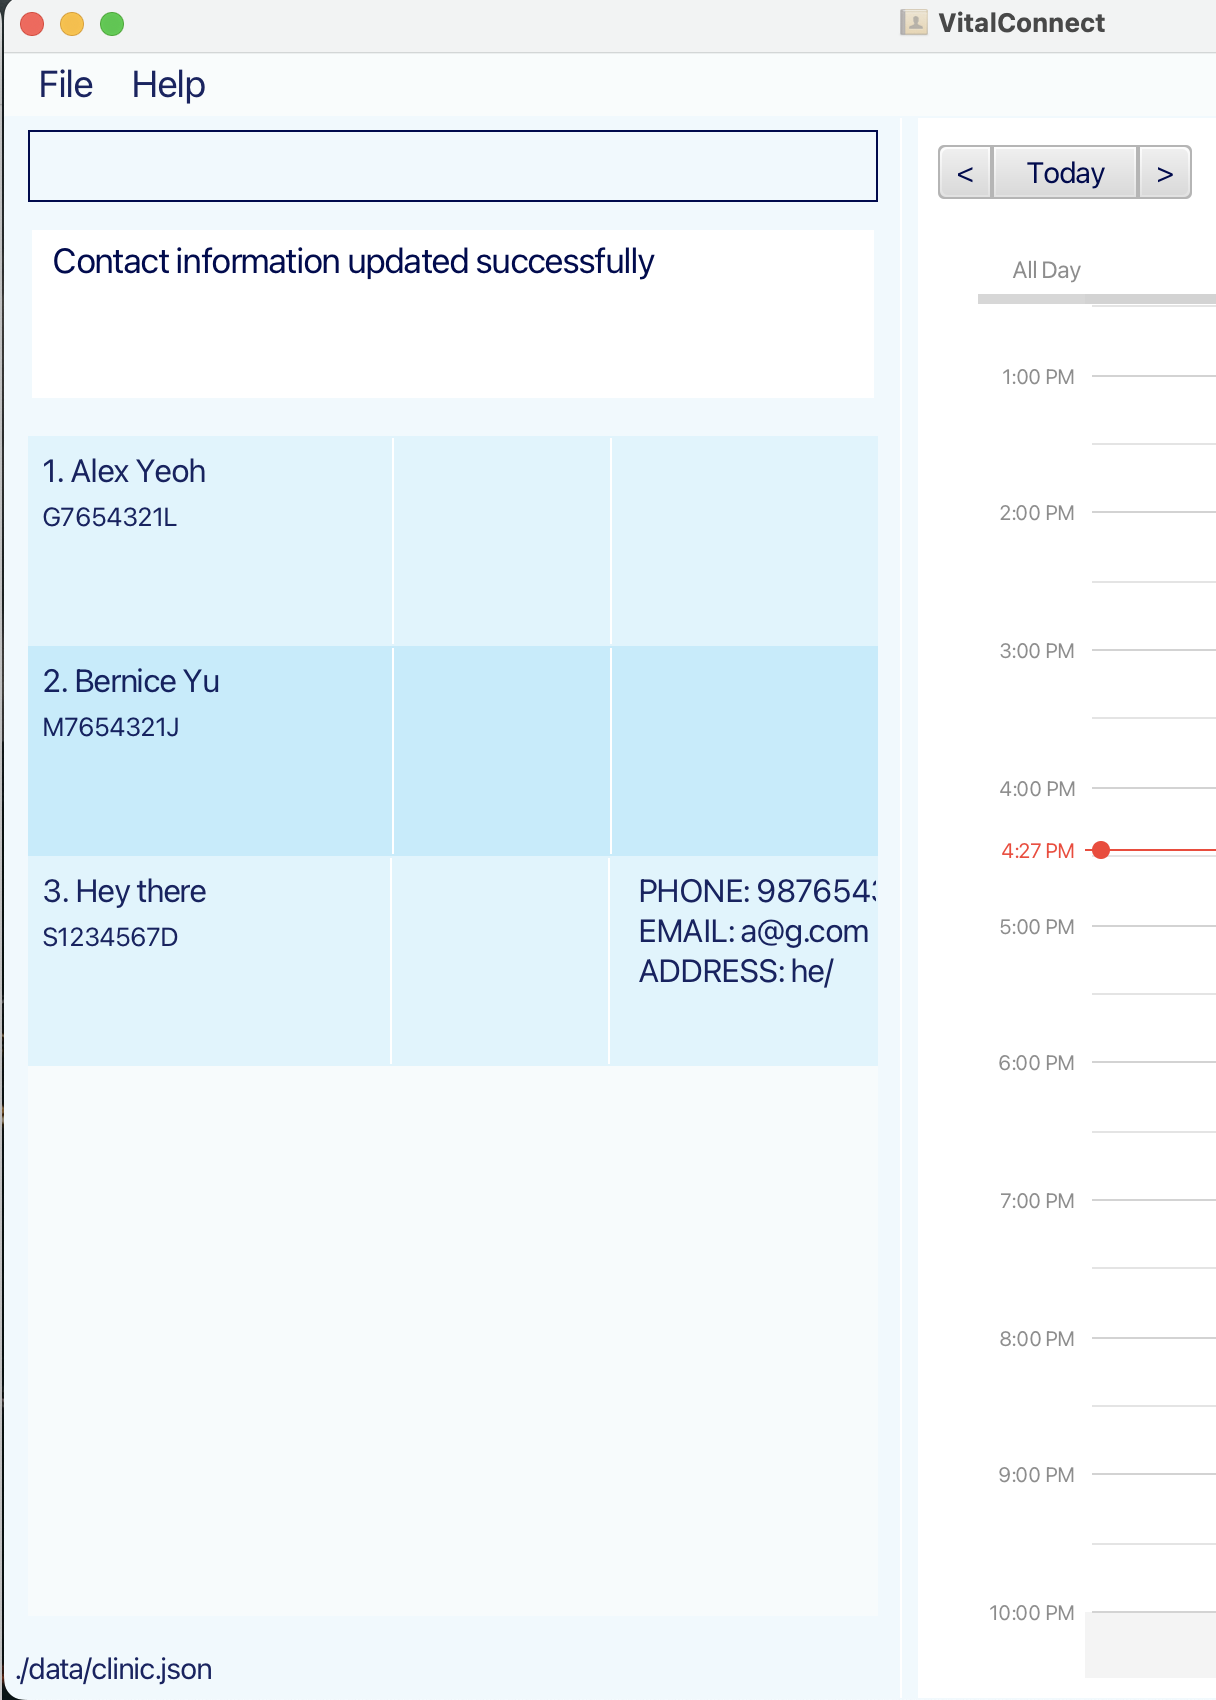 VitalConnect
File Help
Contact information updated successfully
1. Alex Yeoh
G7654321L
2. Bernice Yu
M7654321J
3. Hey there
S1234567D
PHONE: 9876543
EMAIL: a@g.com
ADDRESS: he/
./data/clinic.json
< Today >
All Day
1:00 PM
2:00 PM
3:00 PM
4:00 PM
4:27 PM
5:00 PM
6:00 PM
7:00 PM
8:00 PM
9:00 PM
10:00 PM